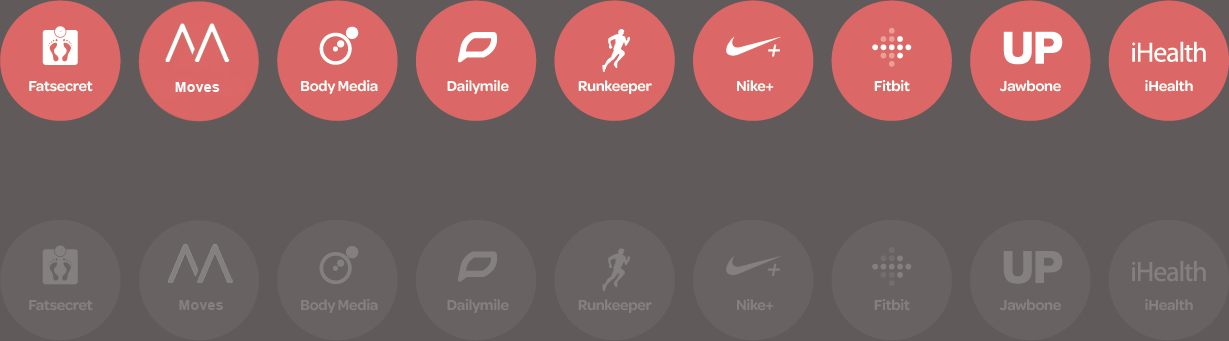 Fatsecret
Moves
Body Media
Dailymile
Runkeeper
Nike+
Fitbit
UP
Jawbone
iHealth
iHealth
Fatsecret
Moves
Body Media
Dailymile
Runkeeper
Nike+
Fitbit
UP
Jawbone
iHealth
iHealth